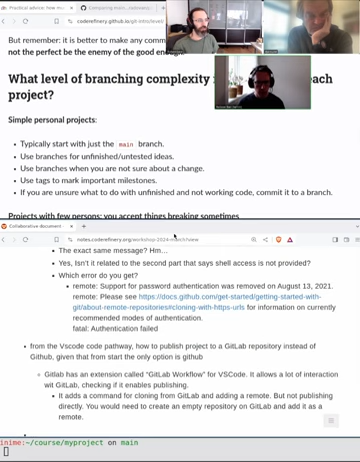 Practical advice: how mu
Comparing main...
coderefinery.github.io/git-intro/level/
But remember: it is better to make any comm
not the perfect be the enemy of the good enough
What level of branching complexity
each
project?
Simple personal projects:
Typically start with just the main branch.
Use branches for unfinished/untested ideas.
Use branches when you are not sure about a change.
Use tags to mark important milestones.
If you are unsure what to do with unfinished and not working code, commit it to a branch.
Projects with few persons: you accept things breaking sometimes
Collaborative document
The exact same message? Hm...
Yes, Isn't it related to the second part that says shell access is not provided?
Which error do you get?
remote: Support for password authentication was removed on August 13, 2021.
remote: Please see https://docs.github.com/get-started/getting-started-with-
git/about-remote-repositories#cloning-with-https-urls for information on currently
recommended modes of authentication.
fatal: Authentication failed
from the Vscode code pathway, how to publish project to a GitLab repository instead of
Github, given that from start the only option is github
Gitlab has an extension called “GitLab Workflow” for VSCode. It allows a lot of interaction
wit GitLab, checking if it enables publishing.
It adds a command for cloning from GitLab and adding a remote. But not publishing
directly. You would need to create an empty repository on GitLab and add it as a
remote.
inime:~/course/myproject on main